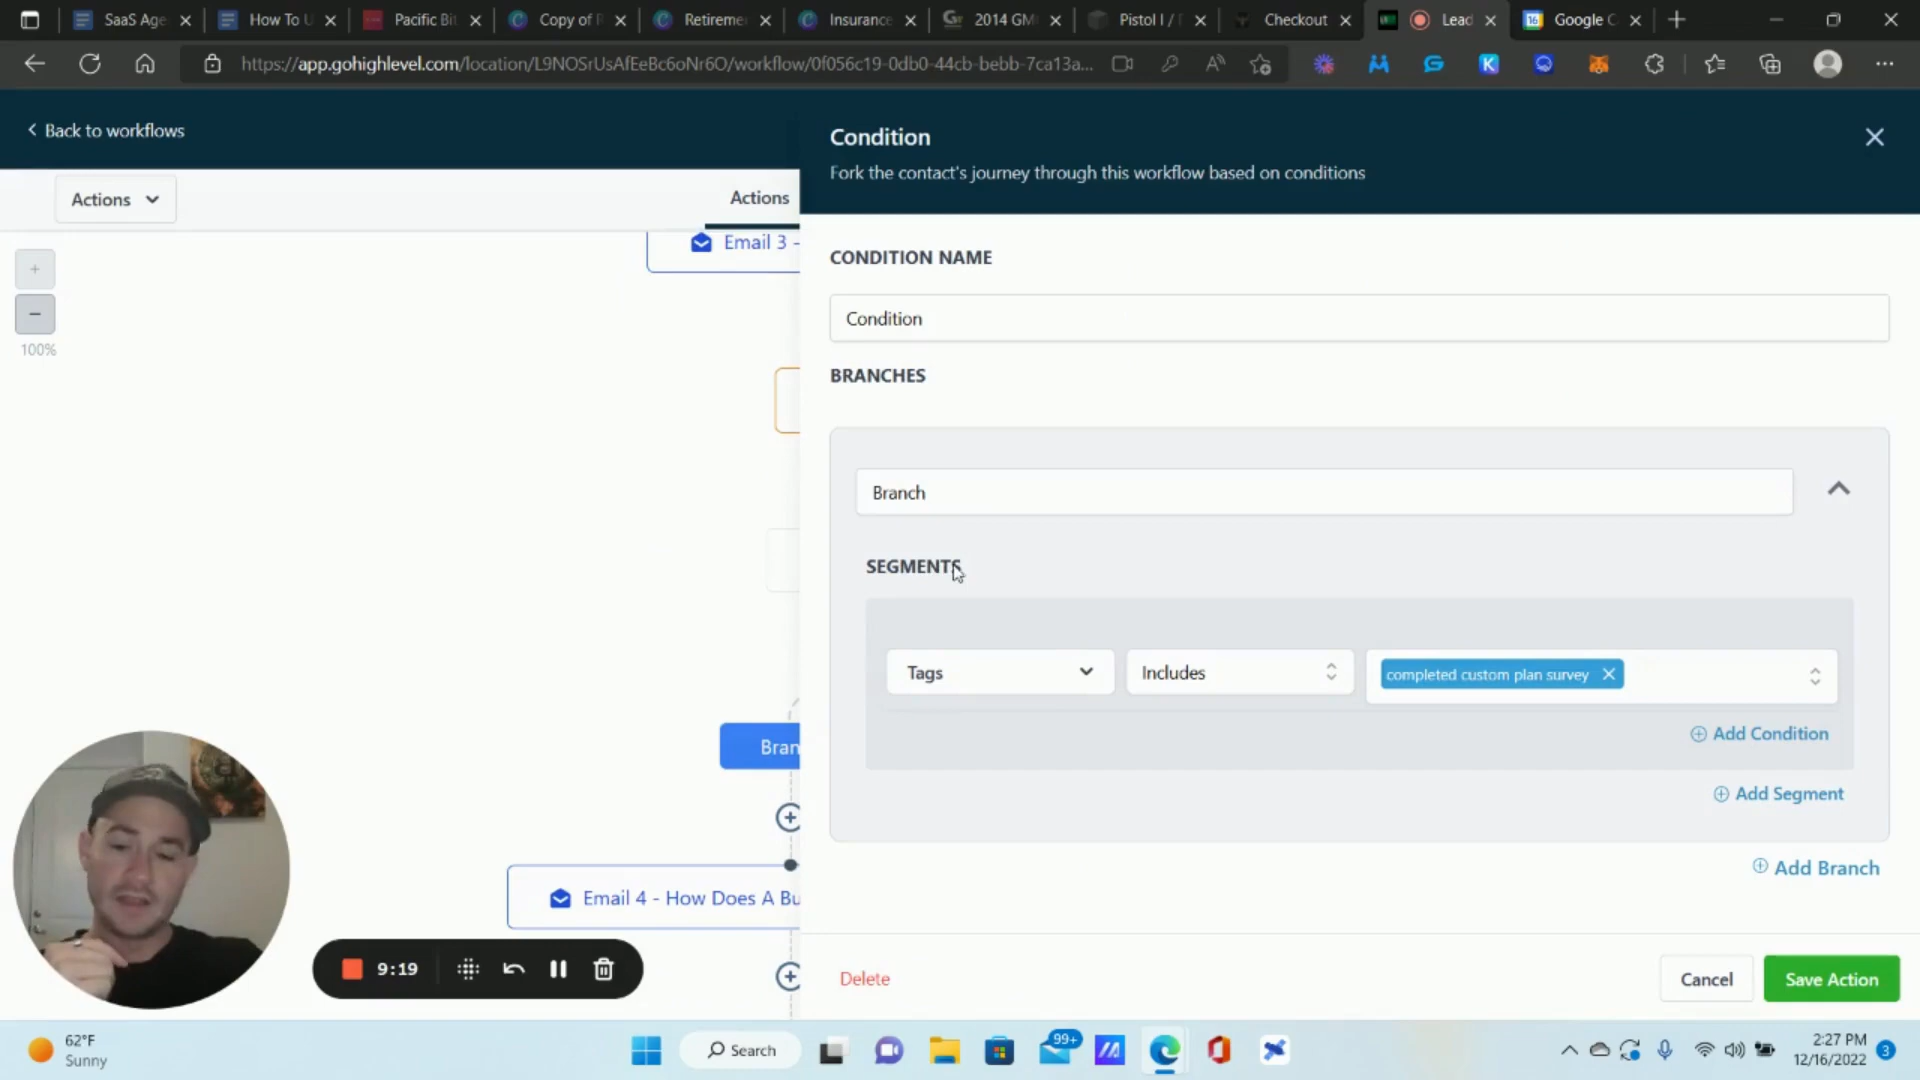 SaaS Age
How To U
Pacific Bit
Copy of R
Retireme
Insurance
2014 GM
Pistol I /
Checkout
Lead
16
Google C
https://app.gohighlevel.com/location/L9NOSrUsAfEeBc6oNr6O/workflow/0f056c19-0db0-44cb-bebb-7ca13a...
Back to workflows
Actions
Actions
Email 3 -
100%
Bran
Email 4 - How Does A Bu
Condition
Fork the contact's journey through this workflow based on conditions
CONDITION NAME
Condition
BRANCHES
Branch
SEGMENTS
Tags
Includes
completed custom plan survey
Add Condition
Add Segment
Add Branch
Delete
Cancel
Save Action
9:19
62°F
Sunny
Search
99+
2:27 PM
12/16/2022
3